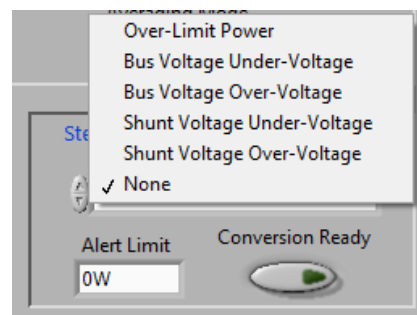 Over-Limit Power
Bus Voltage Under-Voltage
Bus Voltage Over-Voltage
Shunt Voltage Under-Voltage
Shunt Voltage Over-Voltage
Ste
✓ None
Alert Limit
Conversion Ready
0W